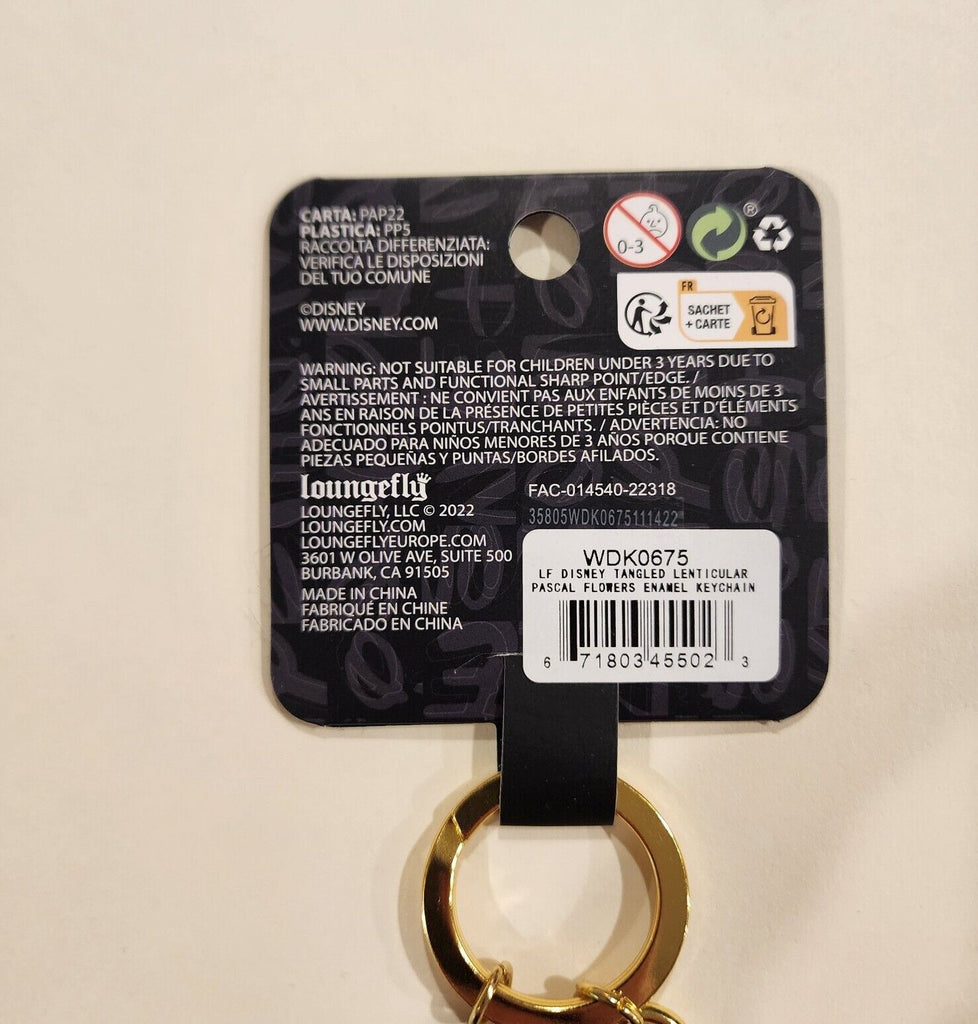 CARTA: PAP22
PLASTICA: PP5
RACCOLTA DIFFERENZIATA:
VERIFICA LE DISPOSIZIONI
DEL TUO COMUNE
0-3
®
FR
SACHET
+ CARTE
©DISNEY
WWW.DISNEY.COM
WARNING: NOT SUITABLE FOR CHILDREN UNDER 3 YEARS DUE TO
SMALL PARTS AND FUNCTIONAL SHARP POINT/EDGE. /
AVERTISSEMENT : NE CONVIENT PAS AUX ENFANTS DE MOINS DE 3
ANS EN RAISON DE LA PRÉSENCE DE PETITES PIÈCES ET D'ÉLÉMENTS
FONCTIONNELS POINTUS/TRANCHANTS. / ADVERTENCIA: NO
ADECUADO PARA NIÑOS MENORES DE 3 AÑOS PORQUE CONTIENE
PIEZAS PEQUEÑAS Y PUNTAS/BORDES AFILADOS.
loungefly
LOUNGEFLY, LLC © 2022
LOUNGEFLY.COM
LOUNGEFLYEUROPE.COM
3601 W OLIVE AVE, SUITE 500
BURBANK, CA 91505
MADE IN CHINA
FABRIQUÉ EN CHINE
FABRICADO EN CHINA
FAC-014540-22318
35805WDK0675111422
WDK0675
LF DISNEY TANGLED LENTICULAR
PASCAL FLOWERS ENAMEL KEYCHAIN
6 71803 45502 3